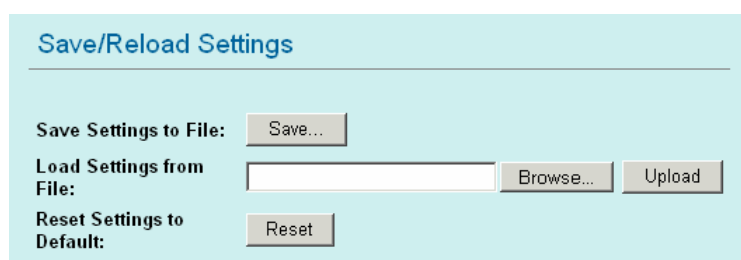 Save/Reload Settings
Save Settings to File: Save...
Load Settings from
File: Browse... Upload
Reset Settings to
Default: Reset